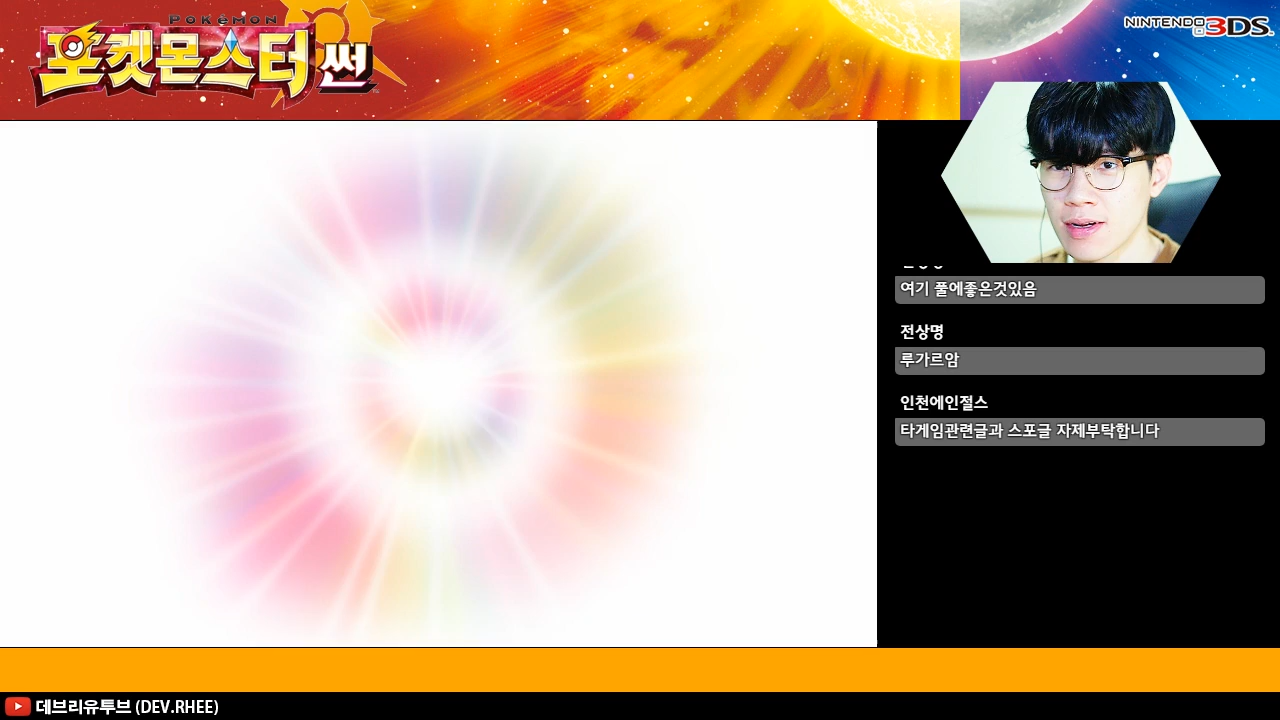 POKéMON
포켓몬스터 썬
NINTENDO 3DS
여기 풀에좋은것있음
전상명
루가르암
인천에인절스
타게임관련글과 스포글 자제부탁합니다
데브리유투브 (DEV.RHEE)